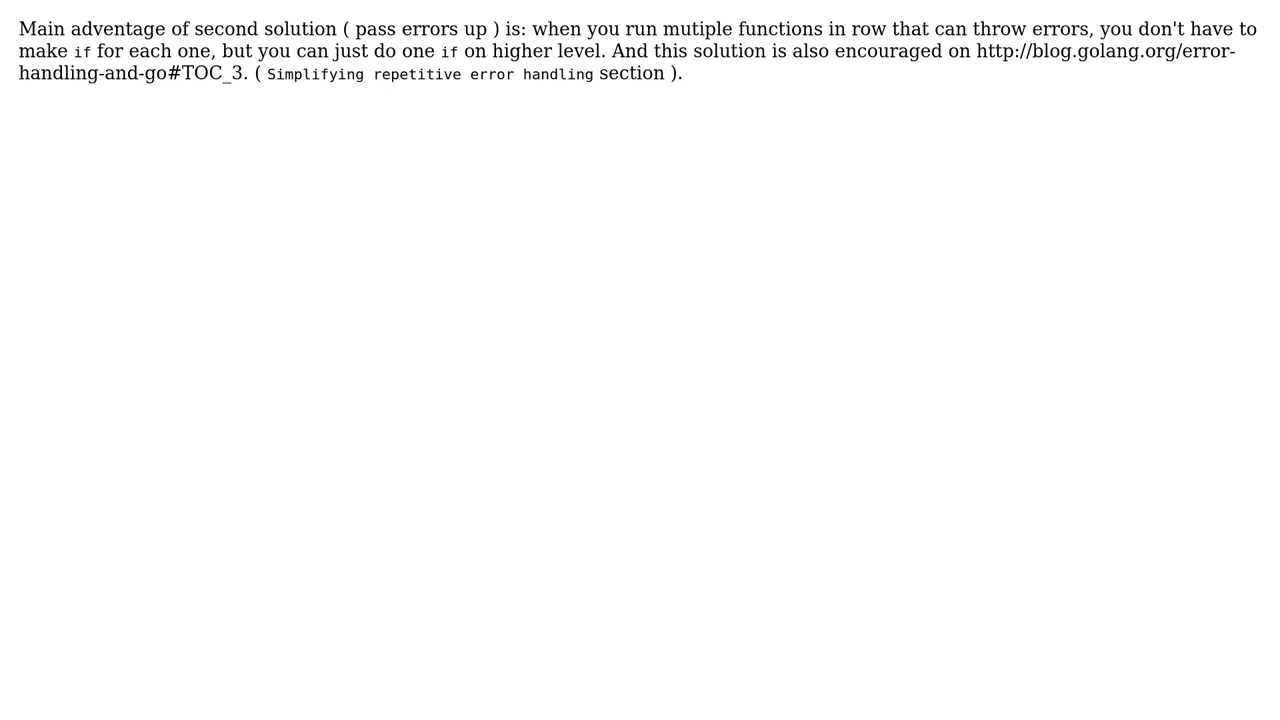 Main adventage of second solution ( pass errors up ) is: when you run mutiple functions in row that can throw errors, you don't have to
make if for each one, but you can just do one if on higher level. And this solution is also encouraged on http://blog.golang.org/error-
handling-and-go#TOC_3. ( Simplifying repetitive error handling section ).